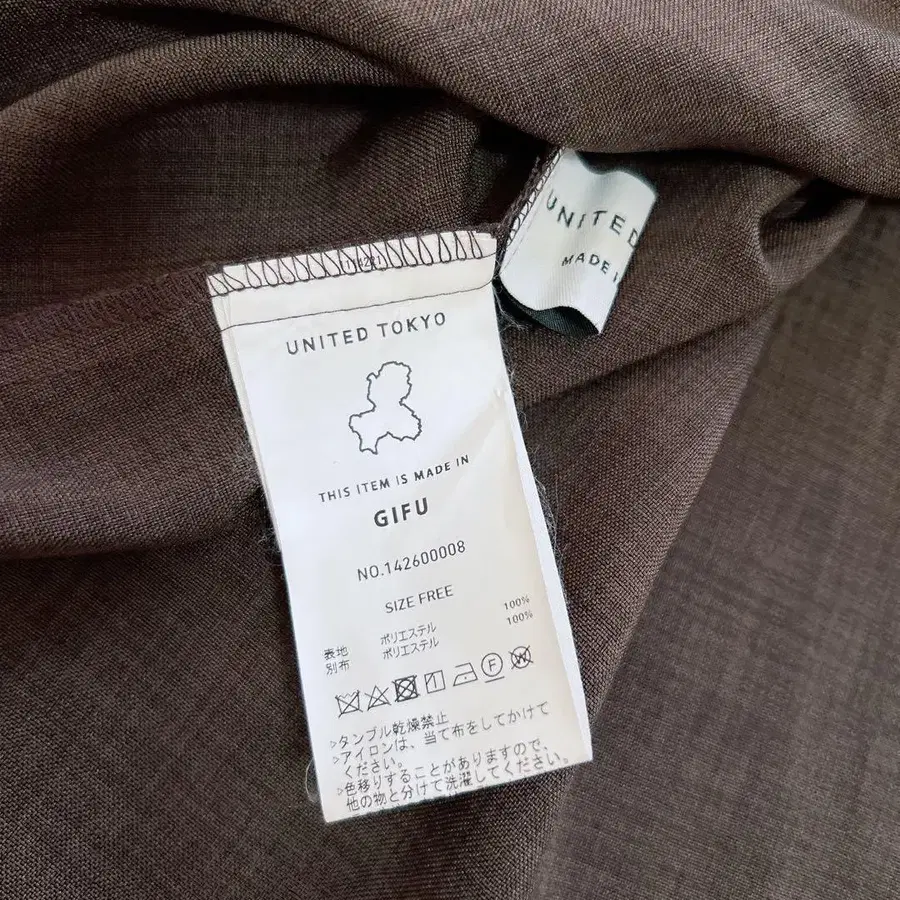 UNITED
MADE I
UNITED TOKYO
THIS ITEM IS MADE IN
GIFU
NO.142600008
SIZE FREE
表地 ポリエステル 100%
別布 ポリエステル 100%
F W
>タンブル乾燥禁止
>アイロンは、当て布をしてかけて
ください。
>色移りすることがありますので、
他の物と分けて洗濯してください。